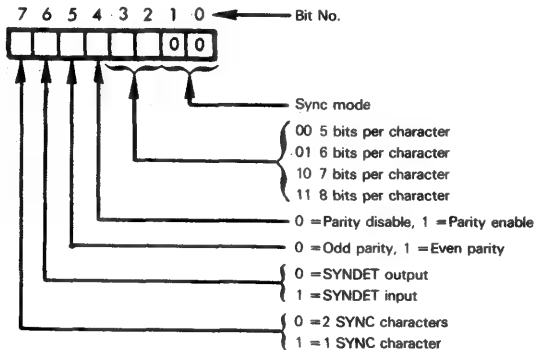 7 6 5 4 3 2 1 0 Bit No.
0 0
Sync mode
00 5 bits per character
01 6 bits per character
10 7 bits per character
11 8 bits per character
0 =Parity disable, 1 =Parity enable
0 =Odd parity, 1 =Even parity
0 =SYNDET output
1 =SYNDET input
0 =2 SYNC characters
1 =1 SYNC character